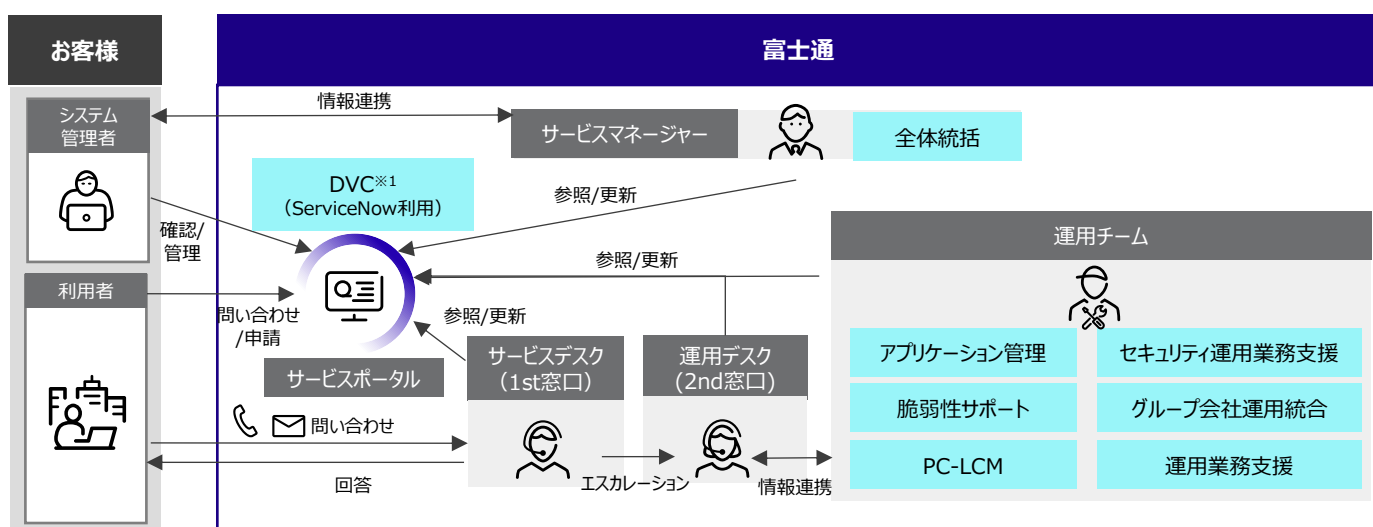 お客様
富士通
システム
管理者
情報連携
サービスマネージャー
全体統括
DVC※1
（ServiceNow利用）
参照/更新
確認/
管理
運用チーム
参照/更新
利用者
問い合わせ
/申請
参照/更新
サービスポータル
サービスデスク
（1st窓口）
運用デスク
(2nd窓口)
アプリケーション管理
セキュリティ運用業務支援
脆弱性サポート
グループ会社運用統合
PC-LCM
運用業務支援
問い合わせ
回答
エスカレーション
情報連携